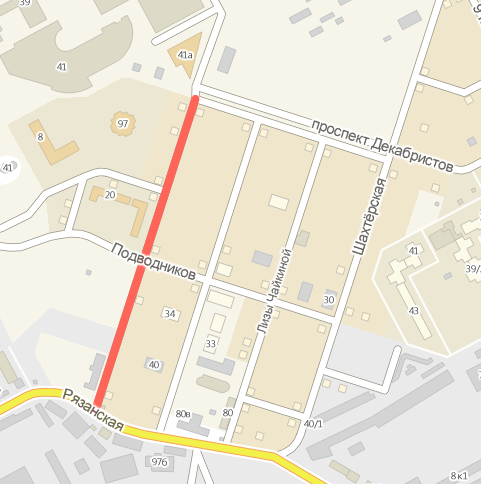 39
41а
41
97
8
проспект Декабристов
41
20
Шахтёрская
Подводников
41
39/
Лизы Чайкиной
30
43
34
33
40
Рязанская
80в
80
40/1
97б
8 к1